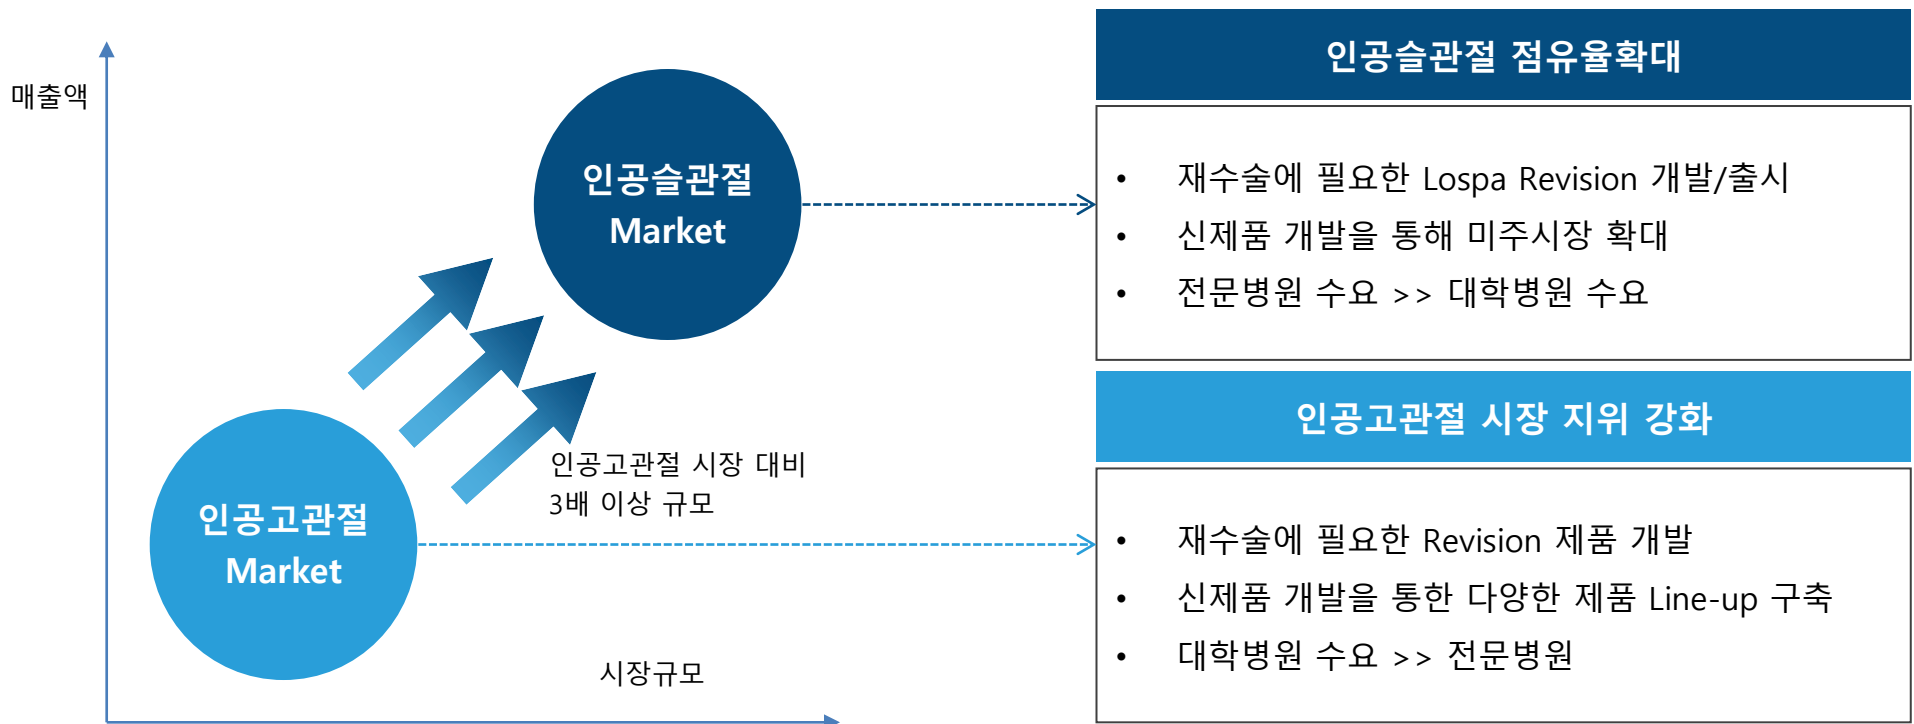 매출액
인공슬관절
Market
인공고관절 시장 대비
3배 이상 규모
인공고관절
Market
시장규모
인공슬관절 점유율확대
• 재수술에 필요한 Lospa Revision 개발/출시
• 신제품 개발을 통해 미주시장 확대
• 전문병원 수요 >> 대학병원 수요
인공고관절 시장 지위 강화
• 재수술에 필요한 Revision 제품 개발
• 신제품 개발을 통한 다양한 제품 Line-up 구축
• 대학병원 수요 >> 전문병원